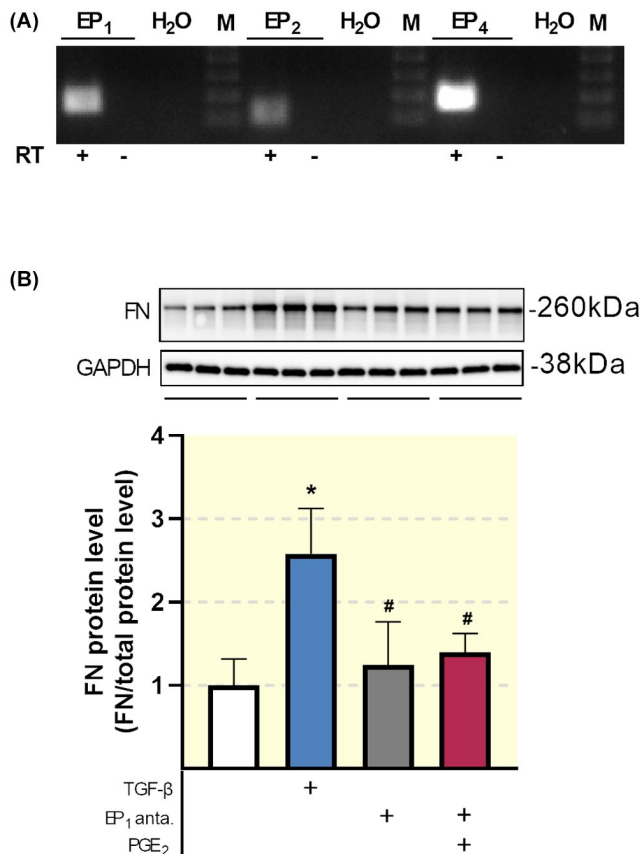 (A) EP₁ H₂O M EP₂ H₂O M EP₄ H₂O M
RT + - + - + -
(B)
FN -260kDa
GAPDH -38kDa
FN protein level
(FN/total protein level)
4
3
2
1
*
#
#
TGF-β +
EP₁ anta. + +
PGE₂ +